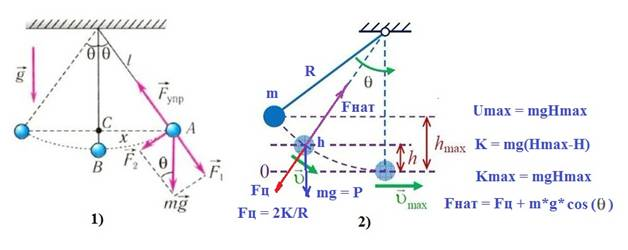 g
θ θ
l
Fупр
C
x
A
B
F₂
θ
F₁
mg
1)
R
m
θ
Fнат
h
hmax
h
0
υ
Fц
mg = P
υmax
Fц = 2K/R
2)
Umax = mgHmax
K = mg(Hmax-H)
Kmax = mgHmax
Fнат = Fц + m*g*cos(θ)